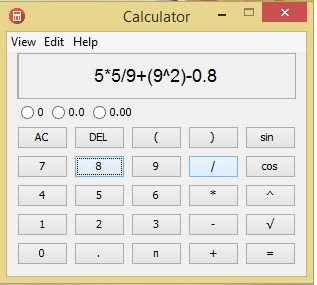 Calculator
View Edit Help
5*5/9+(9^2)-0.8
0 0.0 0.00
AC DEL ( ) sin
7 8 9 / cos
4 5 6 * ^
1 2 3 - √
0 . π + =